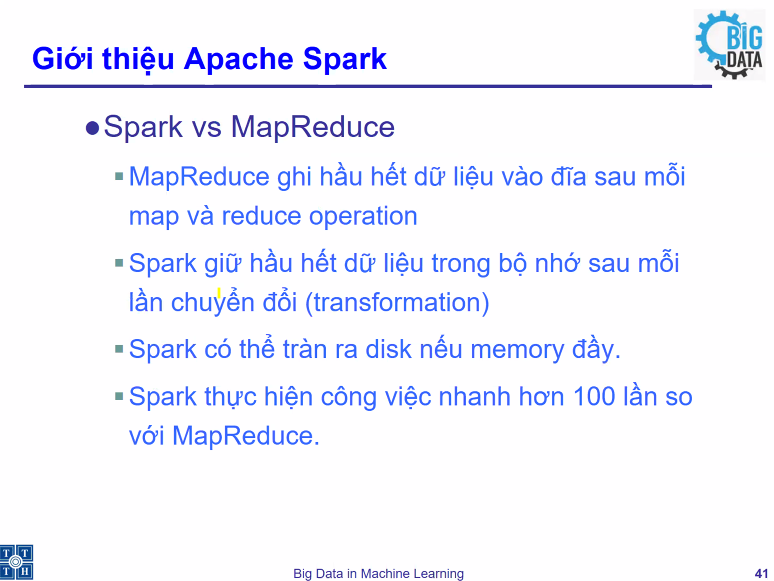 Giới thiệu Apache Spark
BIG
DATA
●Spark vs MapReduce
▪MapReduce ghi hầu hết dữ liệu vào đĩa sau mỗi
map và reduce operation
▪Spark giữ hầu hết dữ liệu trong bộ nhớ sau mỗi
lần chuyển đổi (transformation)
▪Spark có thể tràn ra disk nếu memory đầy.
▪Spark thực hiện công việc nhanh hơn 100 lần so
với MapReduce.
T T
T H
Big Data in Machine Learning
41